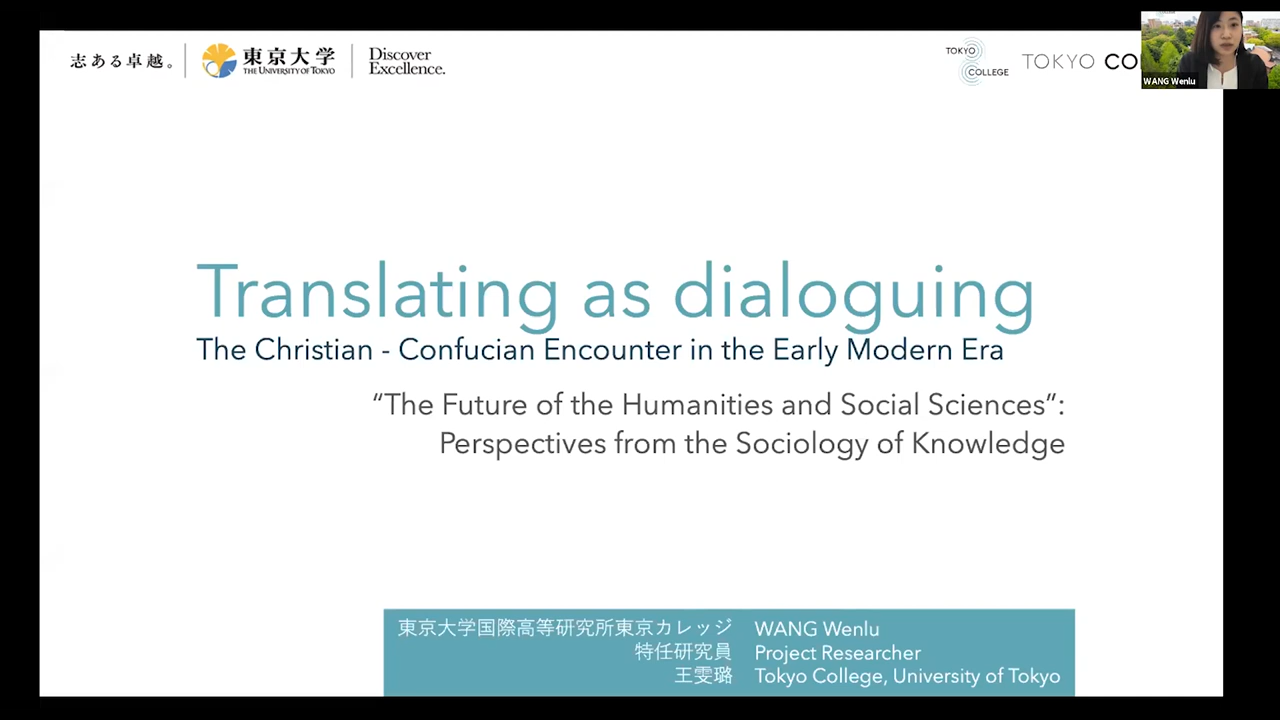 志ある卓越。
東京大学
THE UNIVERSITY OF TOKYO
Discover
Excellence.
TOKYO
COLLEGE
TOKYO CO
WANG Wenlu
Translating as dialoguing
The Christian - Confucian Encounter in the Early Modern Era
“The Future of the Humanities and Social Sciences”:
Perspectives from the Sociology of Knowledge
東京大学国際高等研究所東京カレッジ WANG Wenlu
特任研究員 Project Researcher
王雯璐 Tokyo College, University of Tokyo